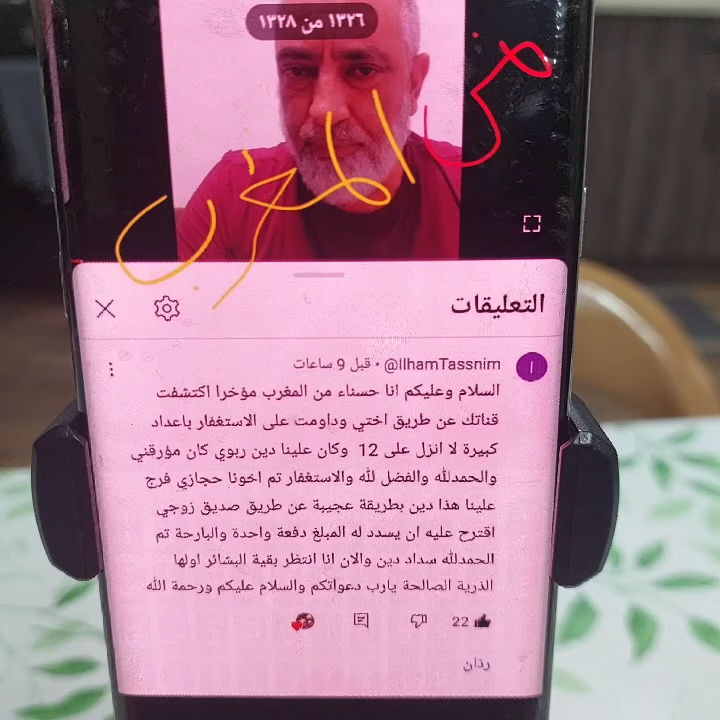 ١٣٢٦ من ١٣٢٨
ض
المغرب
التعليقات
@IlhamTassnim • قبل 9 ساعات
السلام وعليكم انا حسناء من المغرب مؤخرا اكتشفت
قناتك عن طريق اختي وداومت على الاستغفار باعداد
كبيرة لا انزل على 12 وكان علينا دين ربوي كان مؤرقني
والحمدلله والفضل لله والاستغفار تم اخونا حجازي فرج
علينا هذا دين بطريقة عجيبة عن طريق صديق زوجي
اقترح عليه ان يسدد له المبلغ دفعة واحدة والبارحة تم
الحمدلله سداد دين والان انا انتظر بقية البشائر اولها
الذرية الصالحة يارب دعواتكم والسلام عليكم ورحمة الله
22
ردّان